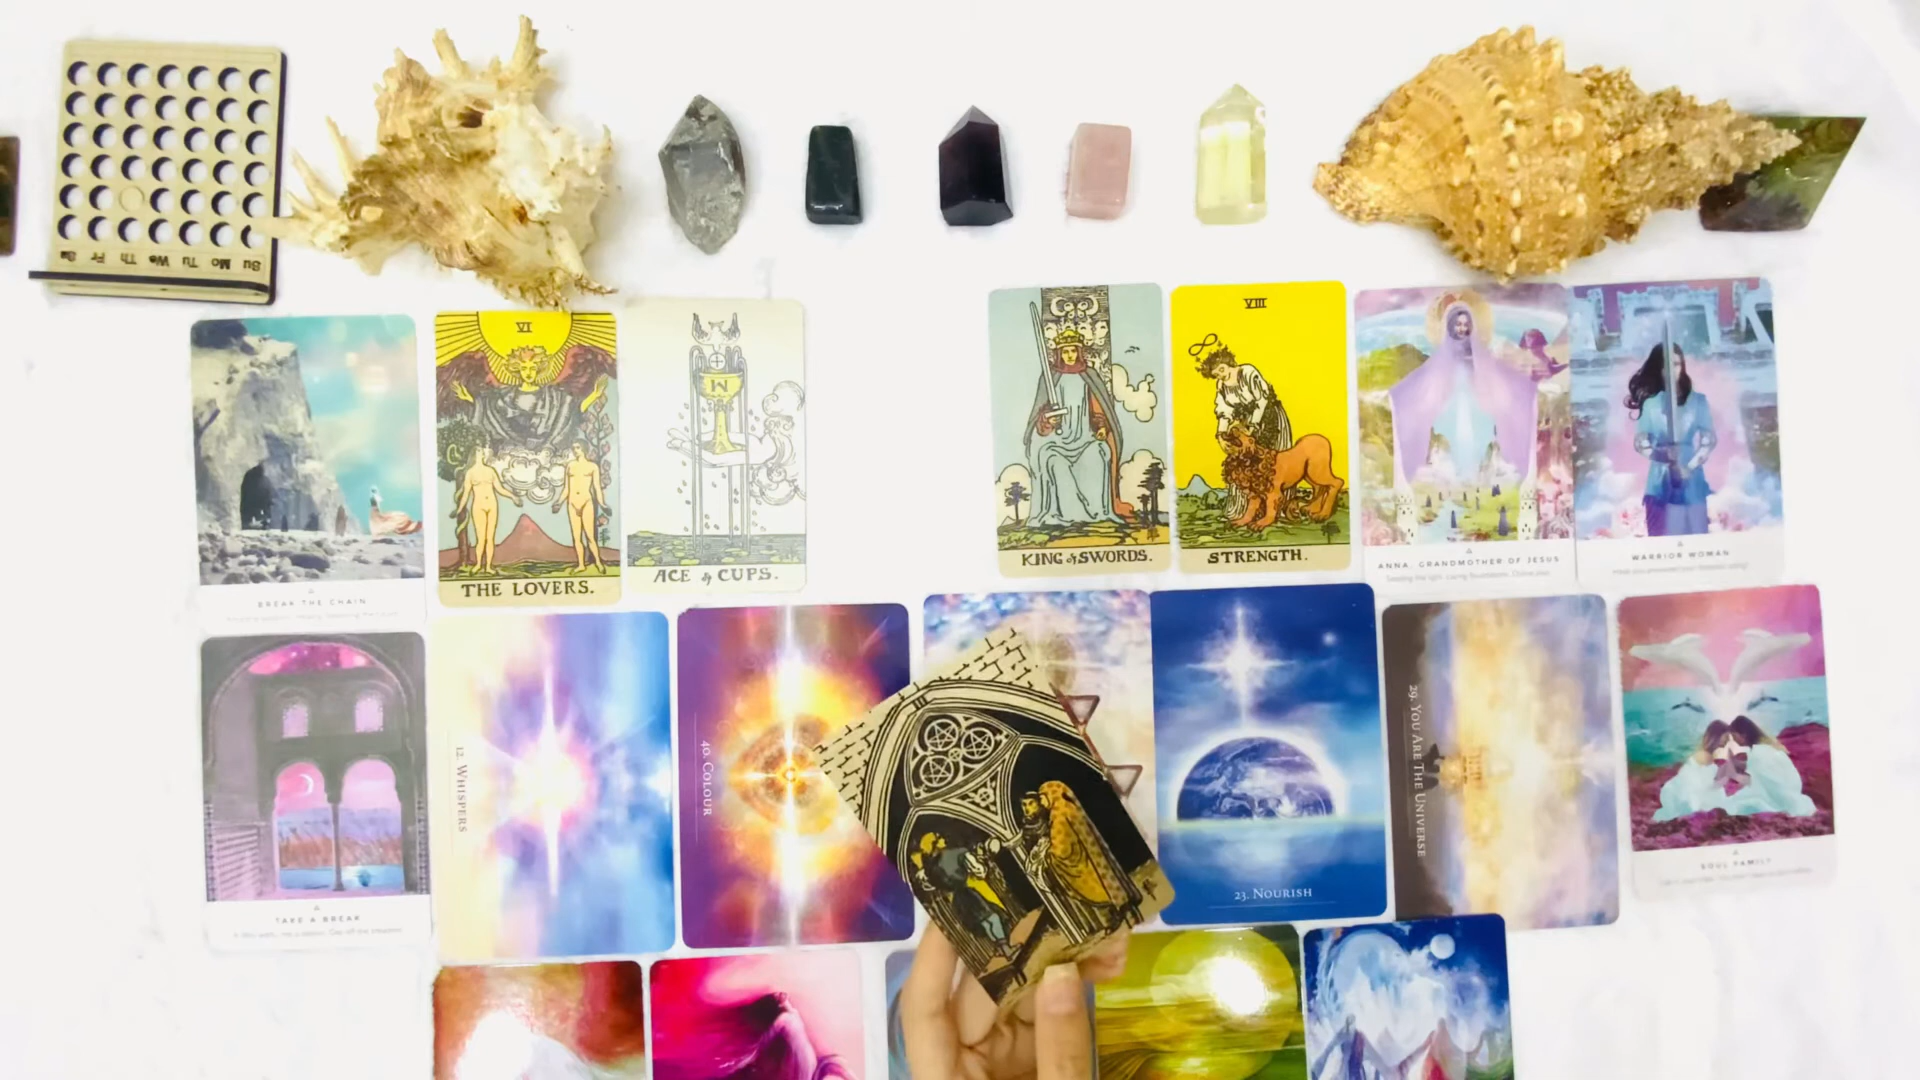 Su Mo Tu We Th Fr Sa
VI
THE LOVERS.
ACE of CUPS.
KING of SWORDS.
VIII
STRENGTH.
ANNA, GRANDMOTHER OF JESUS
WARRIOR WOMAN
BREAK THE CHAIN
TAKE A BREAK
12. WHISPERS
40. COLOUR
23. NOURISH
29. YOU ARE THE UNIVERSE
SOUL FAMILY